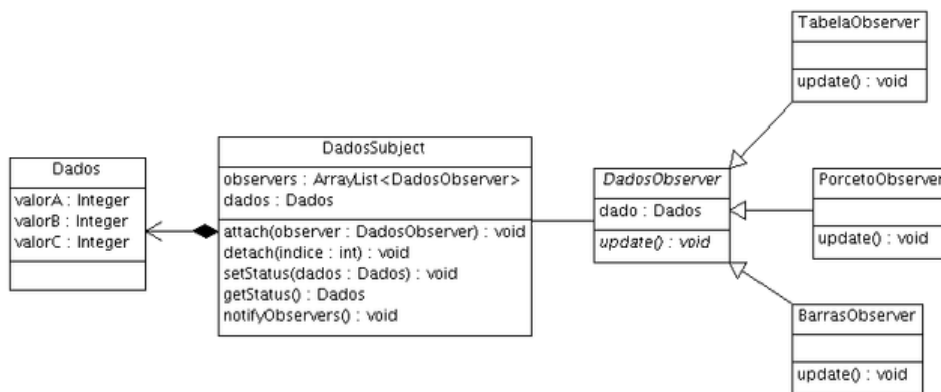 Dados
valorA : Integer
valorB : Integer
valorC : Integer
DadosSubject
observers : ArrayList<DadosObserver>
dados : Dados
attach(observer : DadosObserver) : void
detach(indice : int) : void
setStatus(dados : Dados) : void
getStatus() : Dados
notifyObservers() : void
DadosObserver
dado : Dados
update() : void
TabelaObserver
update() : void
PorcetoObserver
update() : void
BarrasObserver
update() : void